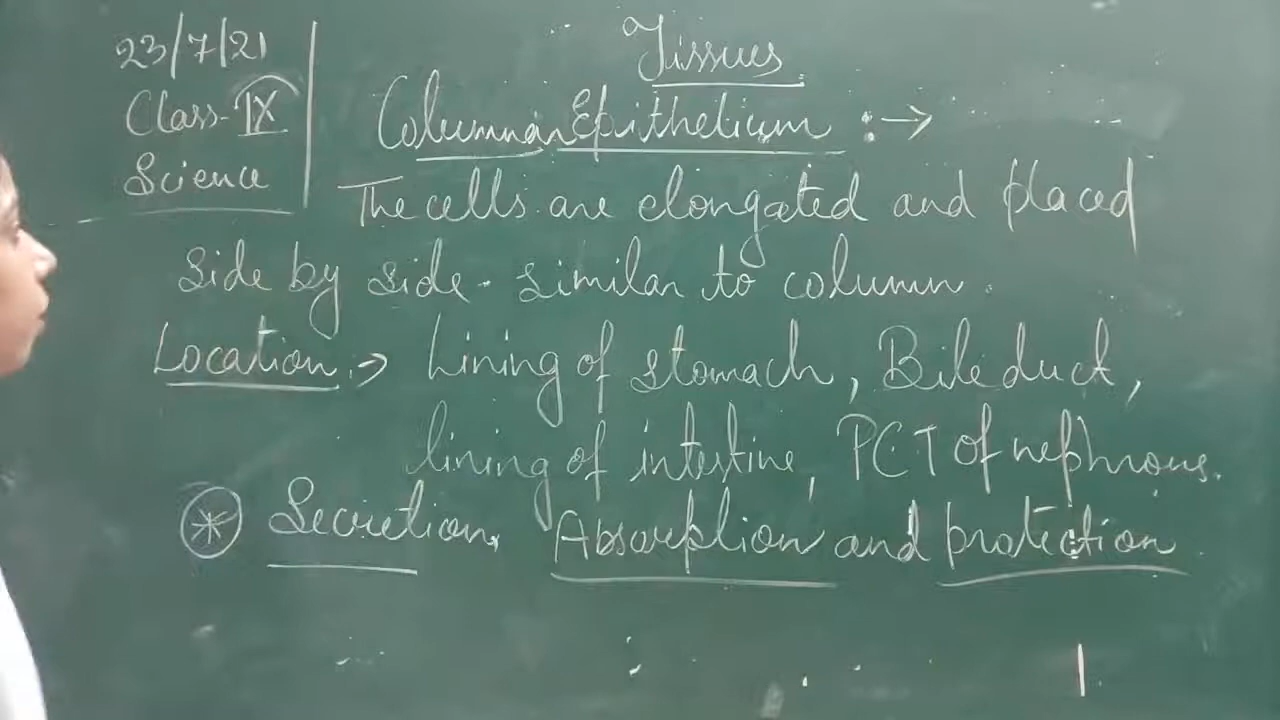 23/7/21
Class-IX
Science
Tissues
Columnar Epithelium :→
The cells are elongated and placed
side by side. similar to column.
Location :→ Lining of stomach, Bile duct,
lining of intestine, PCT of nephrons.
* Secretion, Absorption and protection